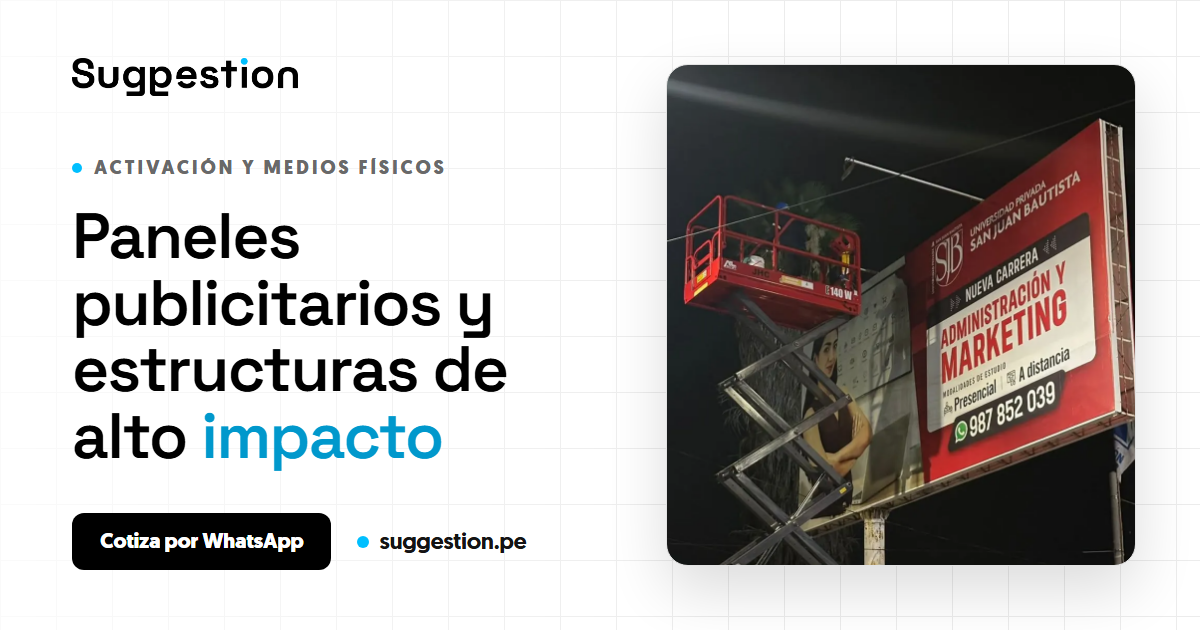 Suggestion
ACTIVACIÓN Y MEDIOS FÍSICOS
Paneles
publicitarios y
estructuras de
alto impacto
Cotiza por WhatsApp
suggestion.pe
140 W
SJB
UNIVERSIDAD PRIVADA
SAN JUAN BAUTISTA
NUEVA CARRERA
ADMINISTRACIÓN Y
MARKETING
MODALIDADES DE ESTUDIO
Presencial
A distancia
987 852 039